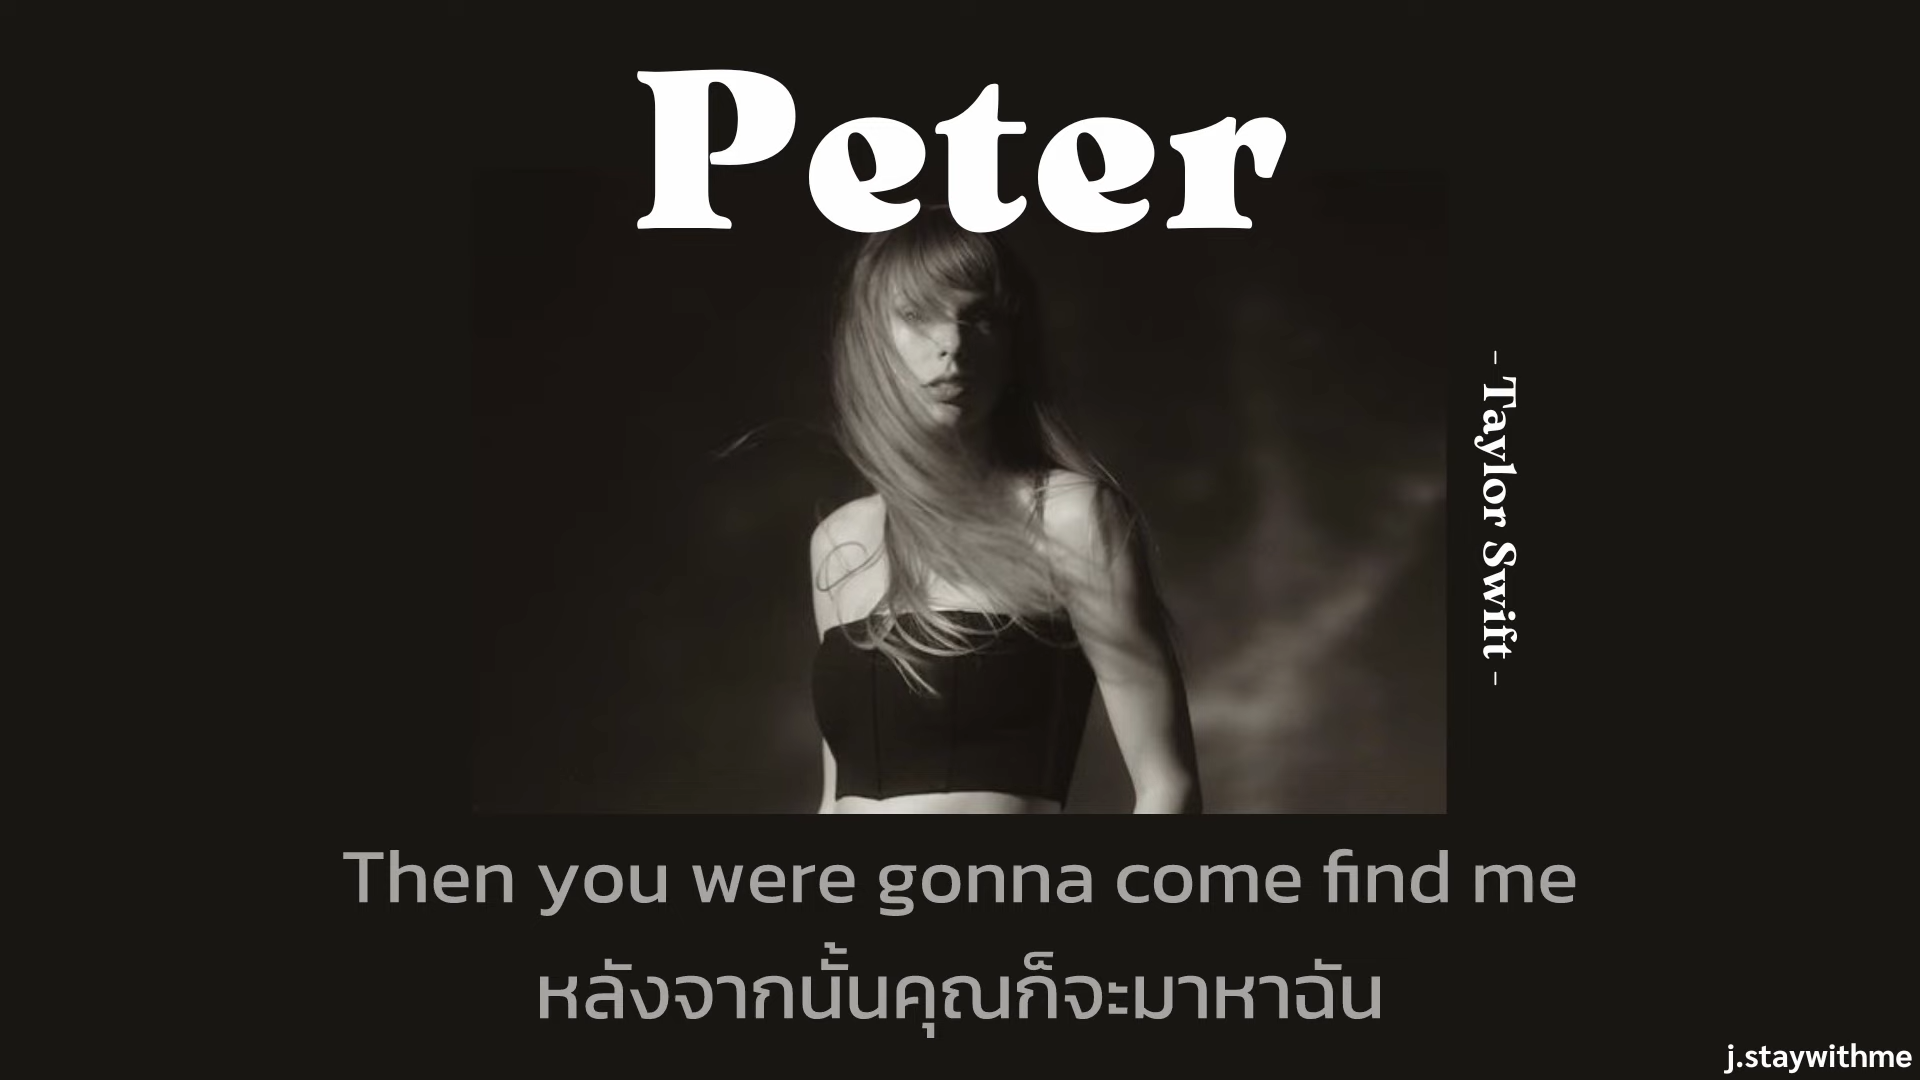 Peter
– Taylor Swift –
Then you were gonna come find me
หลังจากนั้นคุณก็จะมาหาฉัน
j.staywithme